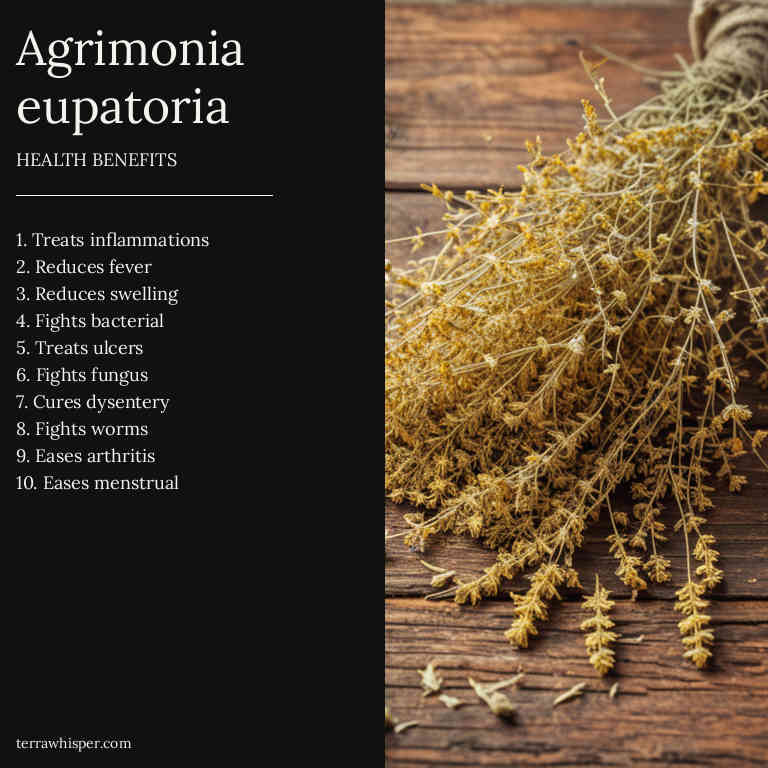 Agrimonia
eupatoria
HEALTH BENEFITS
1. Treats inflammations
2. Reduces fever
3. Reduces swelling
4. Fights bacterial
5. Treats ulcers
6. Fights fungus
7. Cures dysentery
8. Fights worms
9. Eases arthritis
10. Eases menstrual
terrawhisper.com